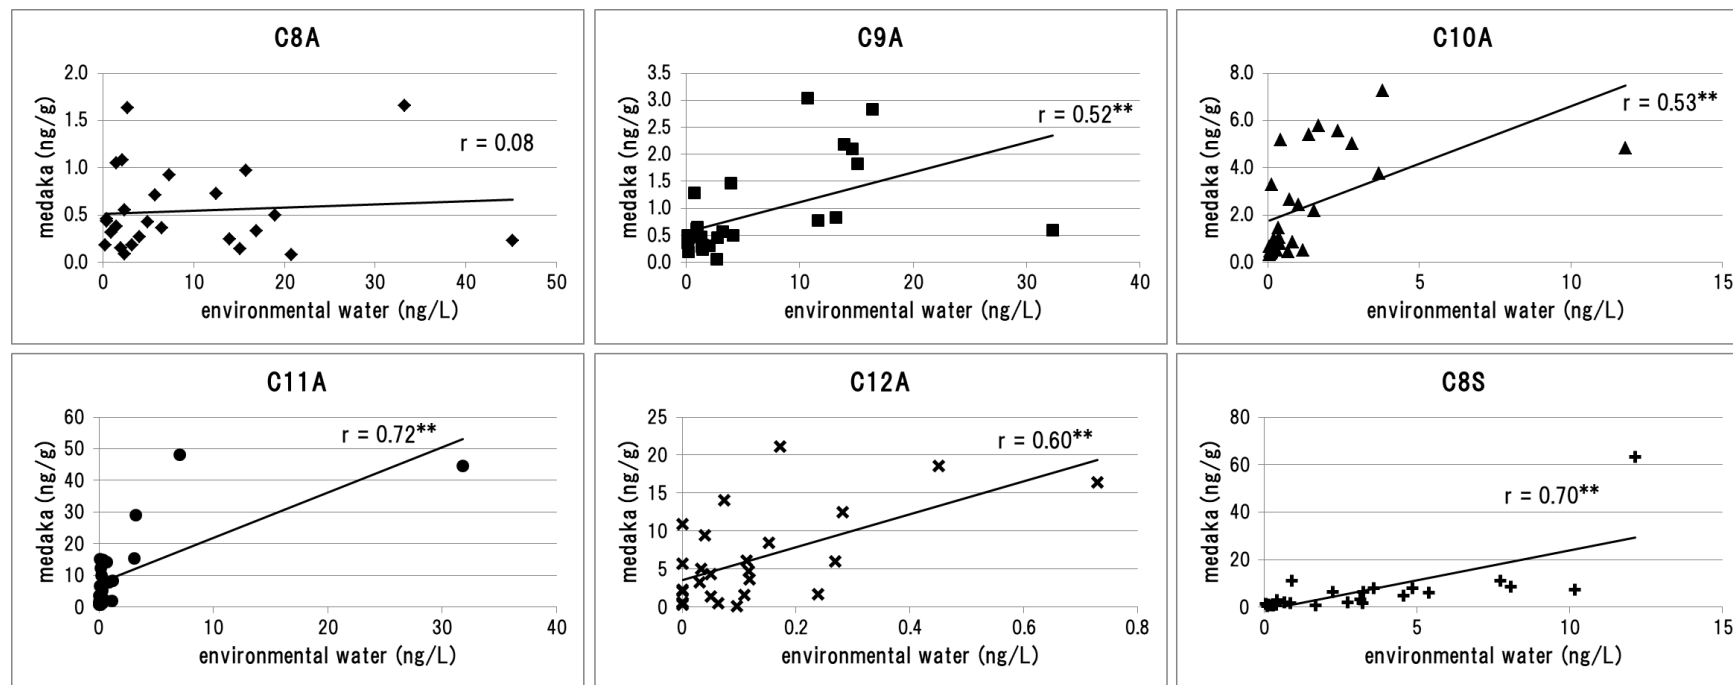 C8A
medaka (ng/g)
2.0
1.5
1.0
0.5
0.0
r = 0.08
0
10
20
30
40
50
environmental water (ng/L)
C9A
medaka (ng/g)
3.5
3.0
2.5
2.0
1.5
1.0
0.5
0.0
r = 0.52**
0
10
20
30
40
environmental water (ng/L)
C10A
medaka (ng/g)
8.0
6.0
4.0
2.0
0.0
r = 0.53**
0
5
10
15
environmental water (ng/L)
C11A
medaka (ng/g)
60
50
40
30
20
10
0
r = 0.72**
0
10
20
30
40
environmental water (ng/L)
C12A
medaka (ng/g)
25
20
15
10
5
0
r = 0.60**
0
0.2
0.4
0.6
0.8
environmental water (ng/L)
C8S
medaka (ng/g)
80
60
40
20
0
r = 0.70**
0
5
10
15
environmental water (ng/L)